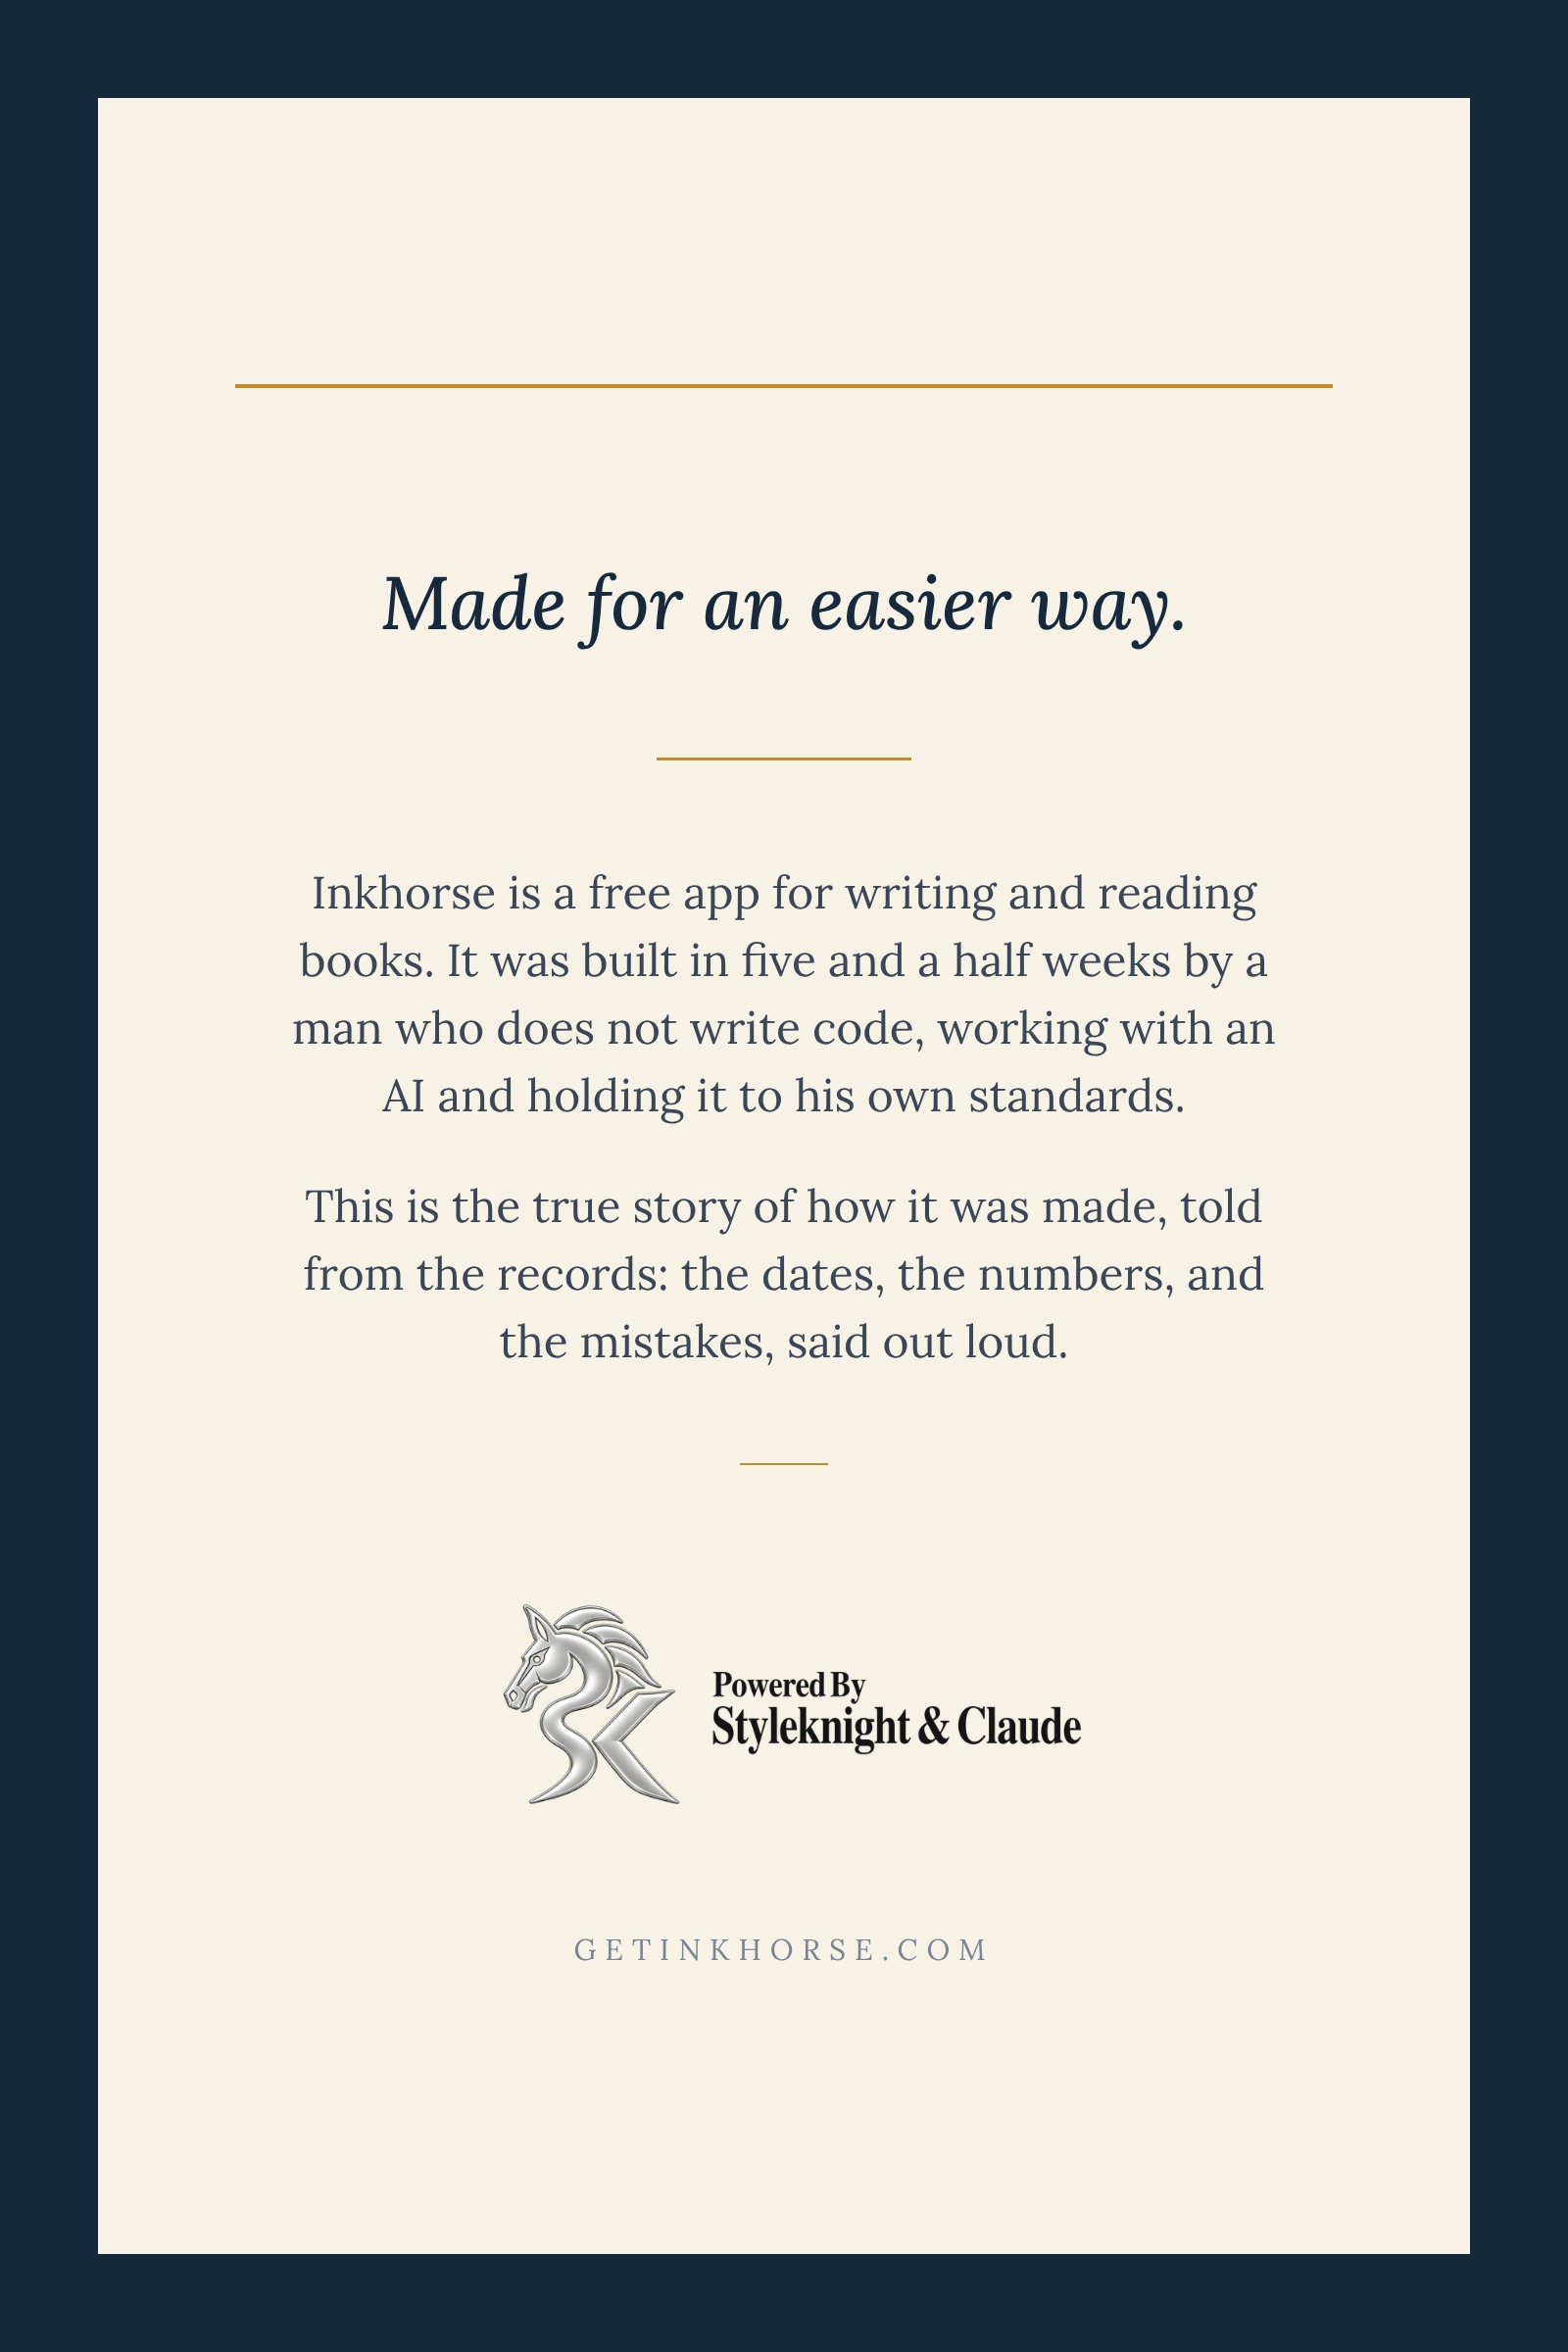 Made for an easier way.
Inkhorse is a free app for writing and reading
books. It was built in five and a half weeks by a
man who does not write code, working with an
AI and holding it to his own standards.
This is the true story of how it was made, told
from the records: the dates, the numbers, and
the mistakes, said out loud.
Powered By
Styleknight & Claude
GETINKHORSE.COM